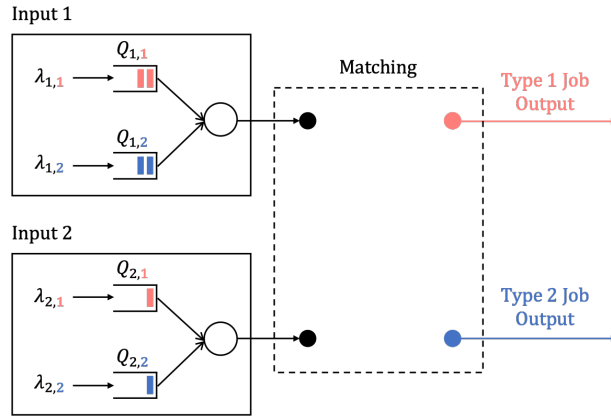 Input 1
Q1,1
λ1,1
Q1,2
λ1,2
Matching
Type 1 Job
Output
Input 2
Q2,1
λ2,1
Q2,2
λ2,2
Type 2 Job
Output